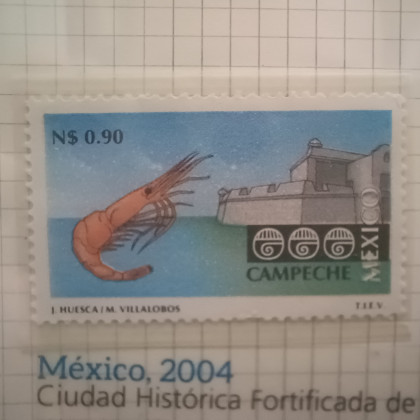 N$ 0.90
MÉXICO
CAMPECHE
J. HUESCA / M. VILLALOBOS
T.I.E.V.
México, 2004
Ciudad Histórica Fortificada de